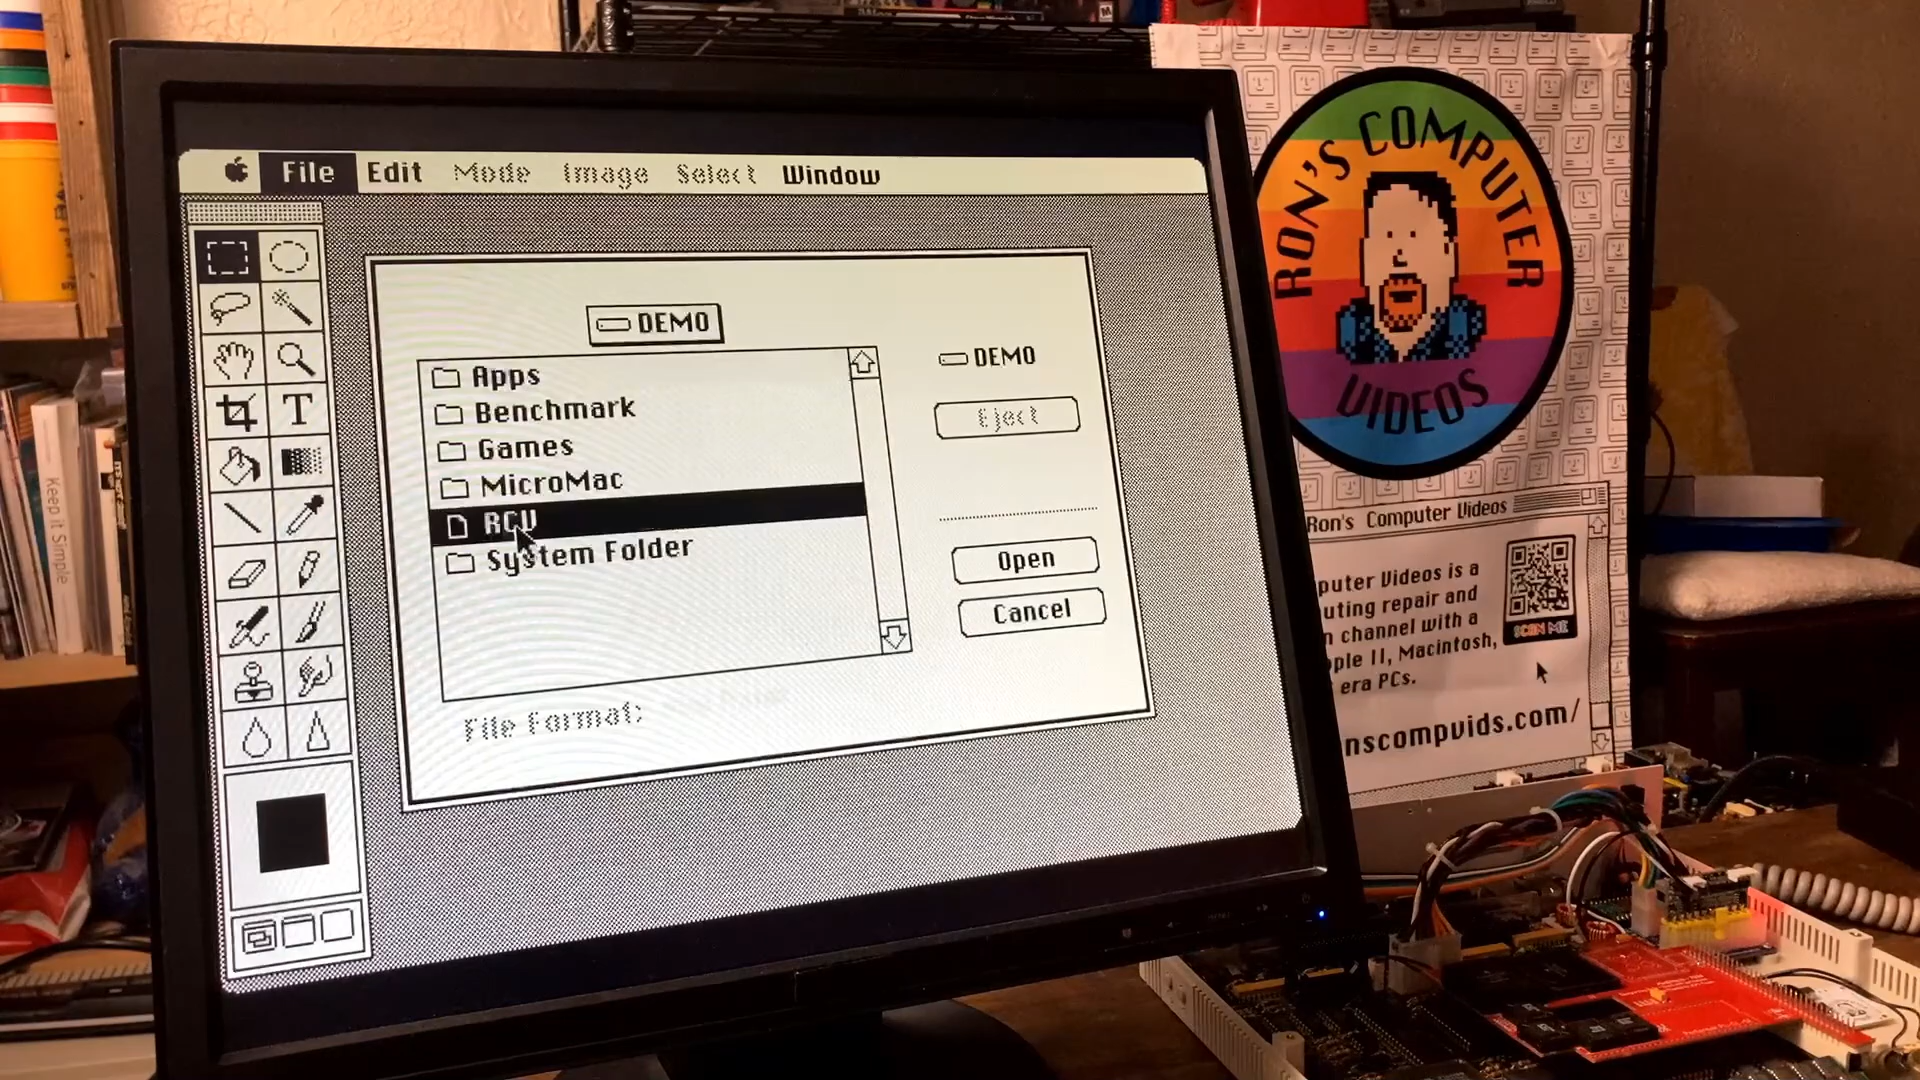 File Edit Mode Image Select Window
DEMO
Apps
Benchmark
Games
MicroMac
RCV
System Folder
File Format:
DEMO
Eject
Open
Cancel
T
RON'S COMPUTER
VIDEOS
Ron's Computer Videos
puter Videos is a
uting repair and
n channel with a
ple II, Macintosh,
era PCs.
SCAN ME
nscompvids.com/
Keep it Simple